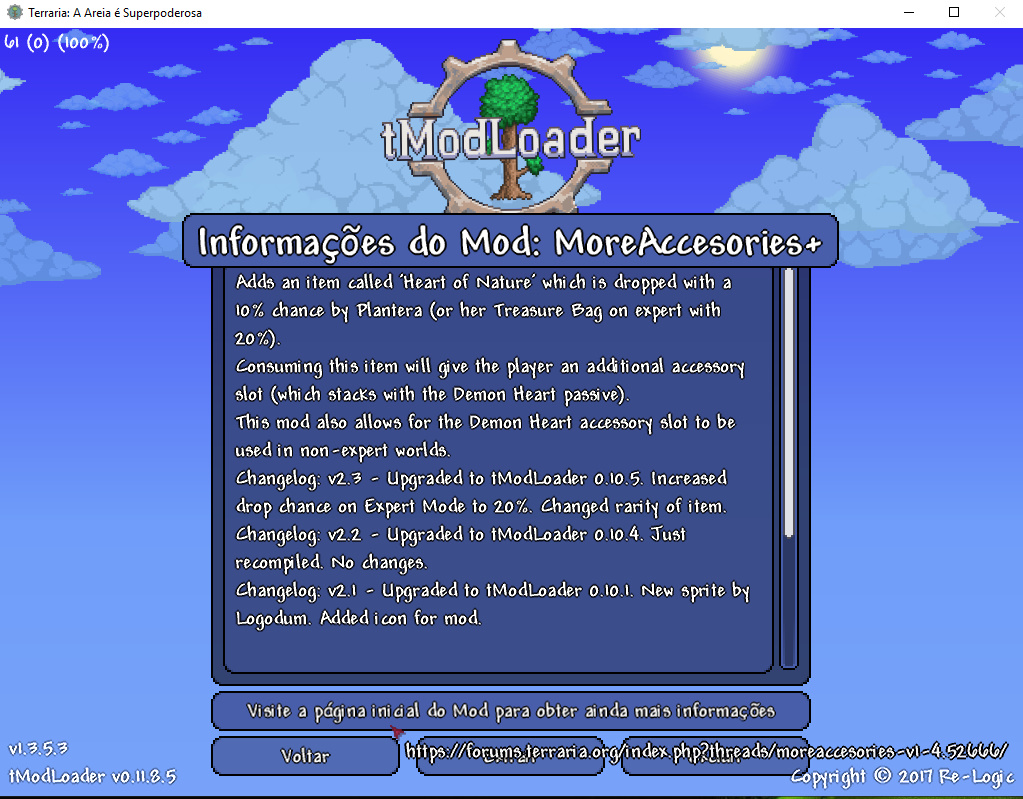 Terraria: A Areia é Superpoderosa
61 (0) (100%)
tModLoader
Informações do Mod: MoreAccesories+
Adds an item called 'Heart of Nature' which is dropped with a
10% chance by Plantera (or her Treasure Bag on expert with
20%).
Consuming this item will give the player an additional accessory
slot (which stacks with the Demon Heart passive).
This mod also allows for the Demon Heart accessory slot to be
used in non-expert worlds.
Changelog: v2.3 - Upgraded to tModLoader 0.10.5. Increased
drop chance on Expert Mode to 20%. Changed rarity of item.
Changelog: v2.2 - Upgraded to tModLoader 0.10.4. Just
recompiled. No changes.
Changelog: v2.1 - Upgraded to tModLoader 0.10.1. New sprite by
Logodum. Added icon for mod.
Visite a página inicial do Mod para obter ainda mais informações
v1.3.5.3
Voltar
https://forums.terraria.org/index.php?threads/moreaccesories-v1-4.52666/
tModLoader v0.11.8.5
Copyright © 2017 Re-Logic